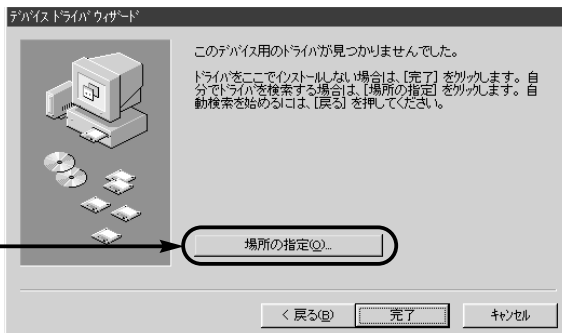 ﾃﾞﾊﾞｲｽ ﾄﾞﾗｲﾊﾞ ｳｨｻﾞｰﾄﾞ
このﾃﾞﾊﾞｲｽ用のﾄﾞﾗｲﾊﾞが見つかりませんでした。
ﾄﾞﾗｲﾊﾞをここでｲﾝｽﾄｰﾙしない場合は、[完了] をｸﾘｯｸします。自
分でﾄﾞﾗｲﾊﾞを検索する場合は、[場所の指定] をｸﾘｯｸします。自
動検索を始めるには、[戻る] を押してください。
場所の指定(O)...
< 戻る(B)
完了
ｷｬﾝｾﾙ